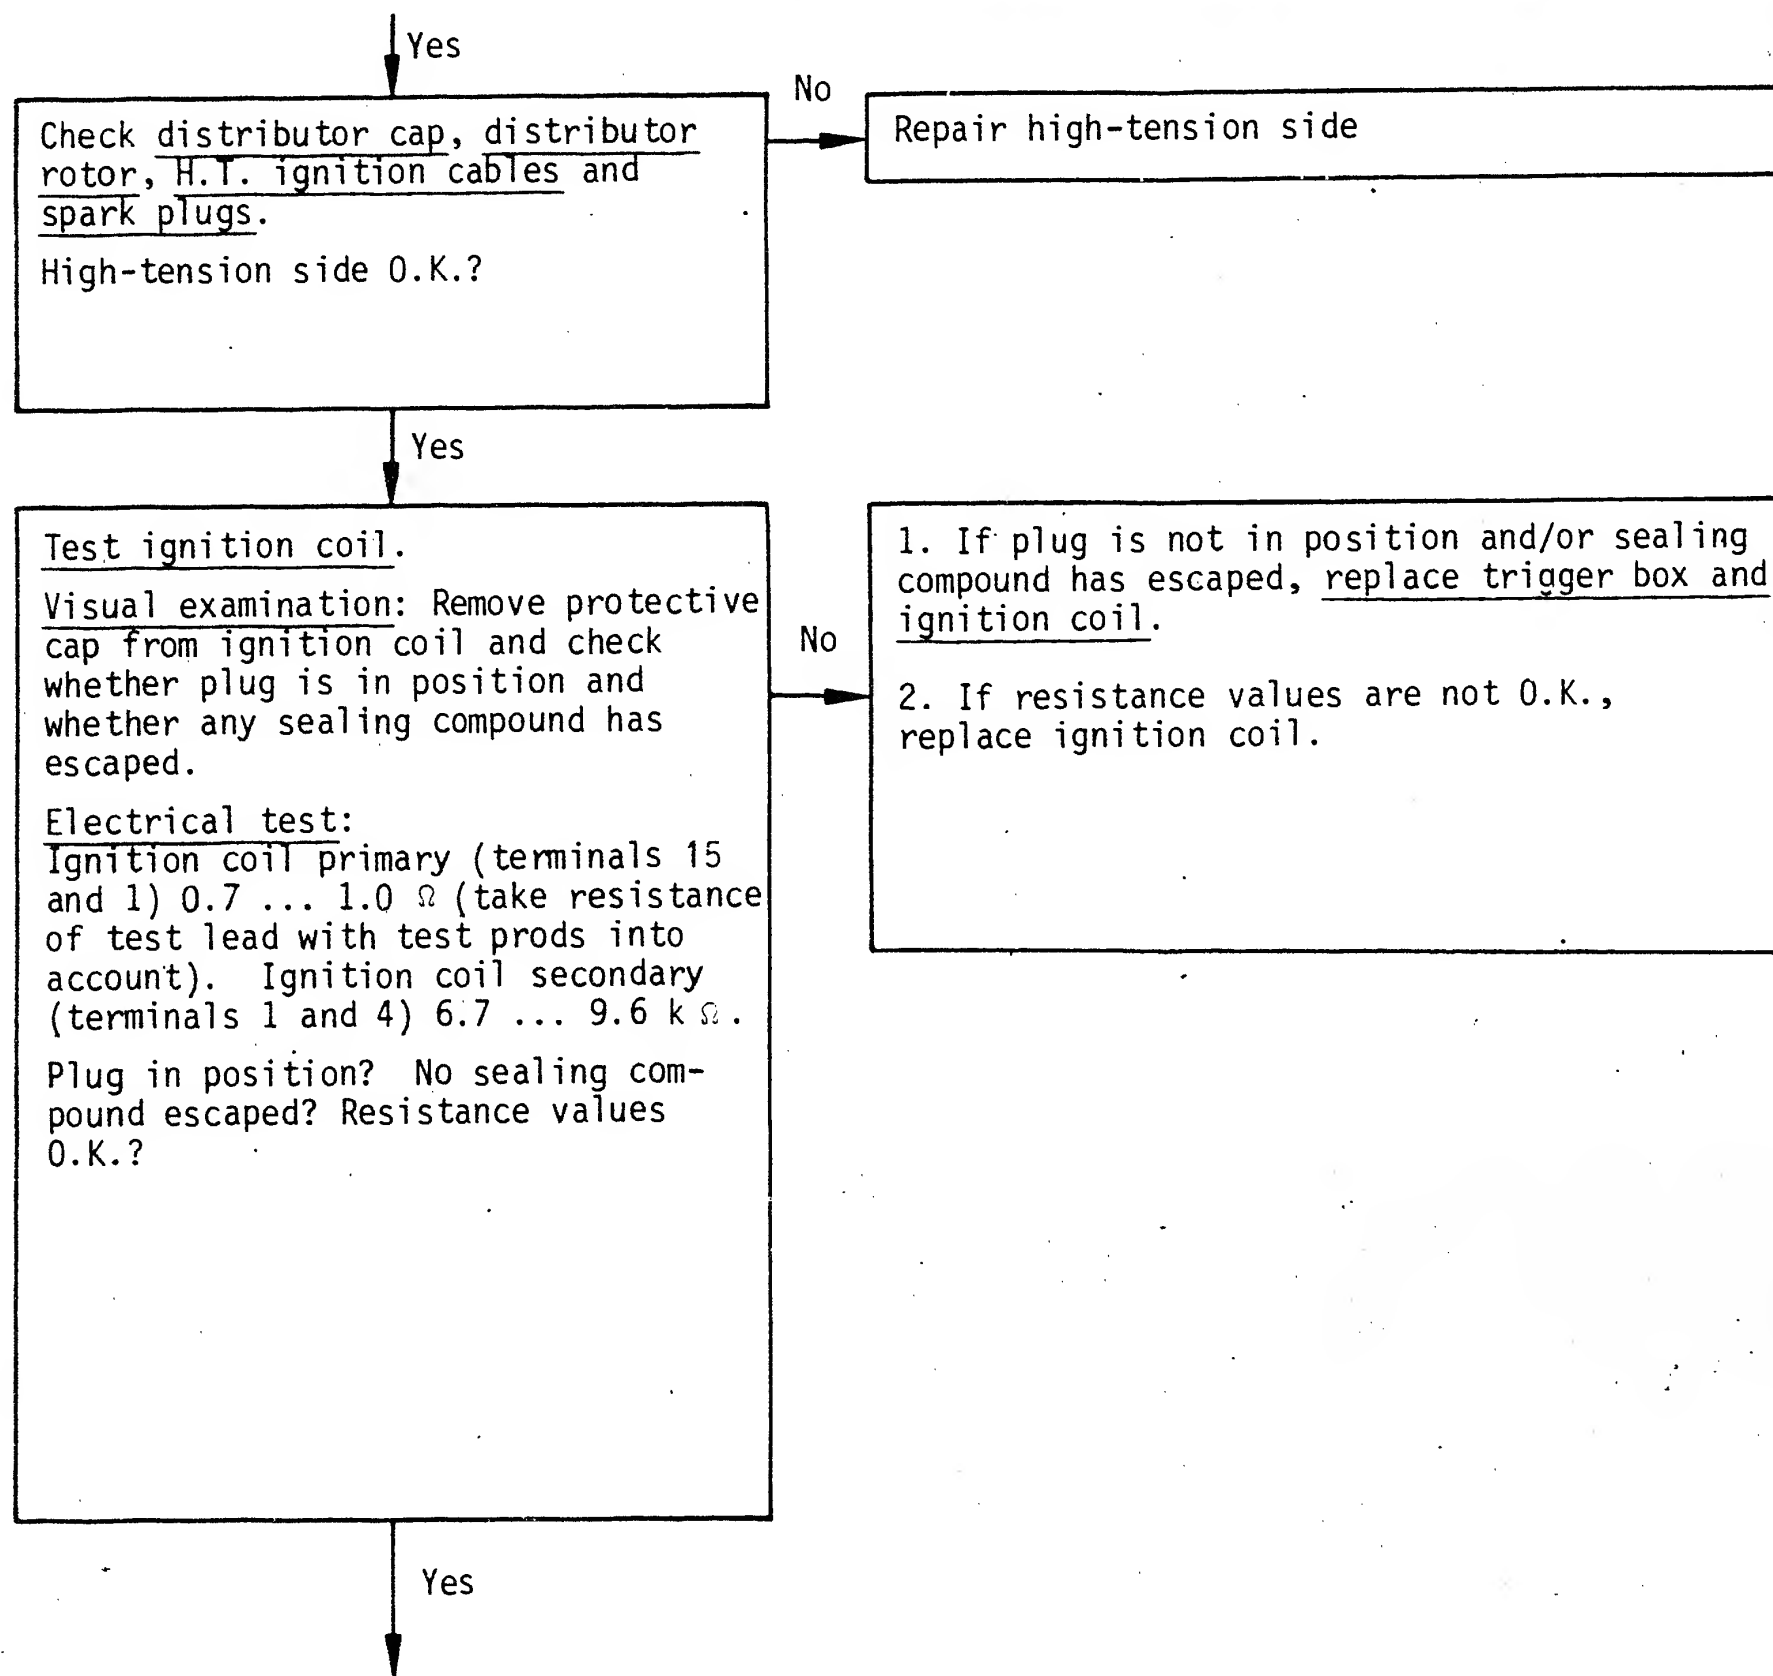 Yes
Check distributor cap, distributor
rotor, H.T. ignition cables and
spark plugs.
High-tension side O.K.?
No
Repair high-tension side
Yes
Test ignition coil.
Visual examination: Remove protective
cap from ignition coil and check
whether plug is in position and
whether any sealing compound has
escaped.
Electrical test:
Ignition coil primary (terminals 15
and 1) 0.7 ... 1.0 Ω (take resistance
of test lead with test prods into
account). Ignition coil secondary
(terminals 1 and 4) 6.7 ... 9.6 k Ω.
Plug in position? No sealing com-
pound escaped? Resistance values
O.K.?
No
1. If plug is not in position and/or sealing
compound has escaped, replace trigger box and
ignition coil.
2. If resistance values are not O.K.,
replace ignition coil.
Yes